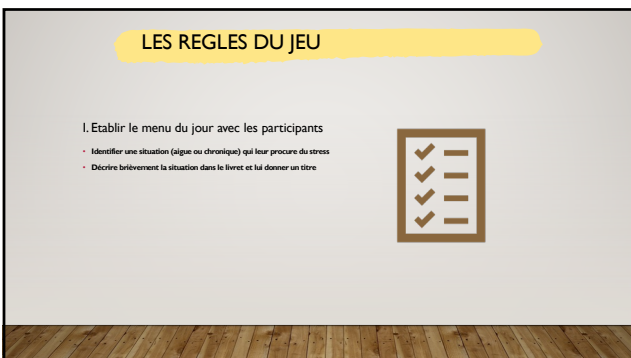 LES REGLES DU JEU
I. Etablir le menu du jour avec les participants
• Identifier une situation (aigue ou chronique) qui leur procure du stress
• Décrire brièvement la situation dans le livret et lui donner un titre